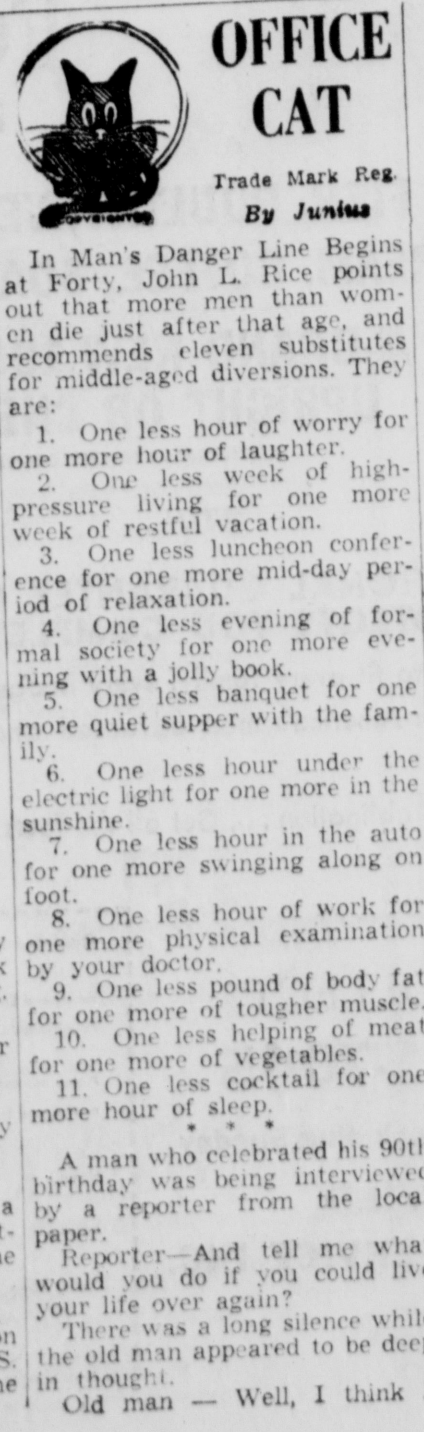 OFFICE
CAT
Trade Mark Reg.
By Junius
In Man's Danger Line Begins
at Forty, John L. Rice points
out that more men than wom-
en die just after that age, and
recommends eleven substitutes
for middle-aged diversions. They
are:
1. One less hour of worry for
one more hour of laughter.
2. One less week of high-
pressure living for one more
week of restful vacation.
3. One less luncheon confer-
ence for one more mid-day per-
iod of relaxation.
4. One less evening of for-
mal society for one more eve-
ning with a jolly book.
5. One less banquet for one
more quiet supper with the fam-
ily.
6. One less hour under the
electric light for one more in the
sunshine.
7. One less hour in the auto
for one more swinging along on
foot.
8. One less hour of work for
one more physical examination
by your doctor.
9. One less pound of body fat
for one more of tougher muscle.
10. One less helping of meat
for one more of vegetables.
11. One less cocktail for one
more hour of sleep.
* * *
A man who celebrated his 90th
birthday was being interviewed
by a reporter from the loca
paper.
Reporter—And tell me wha
would you do if you could live
your life over again?
There was a long silence while
the old man appeared to be deep
in thought.
Old man — Well, I think